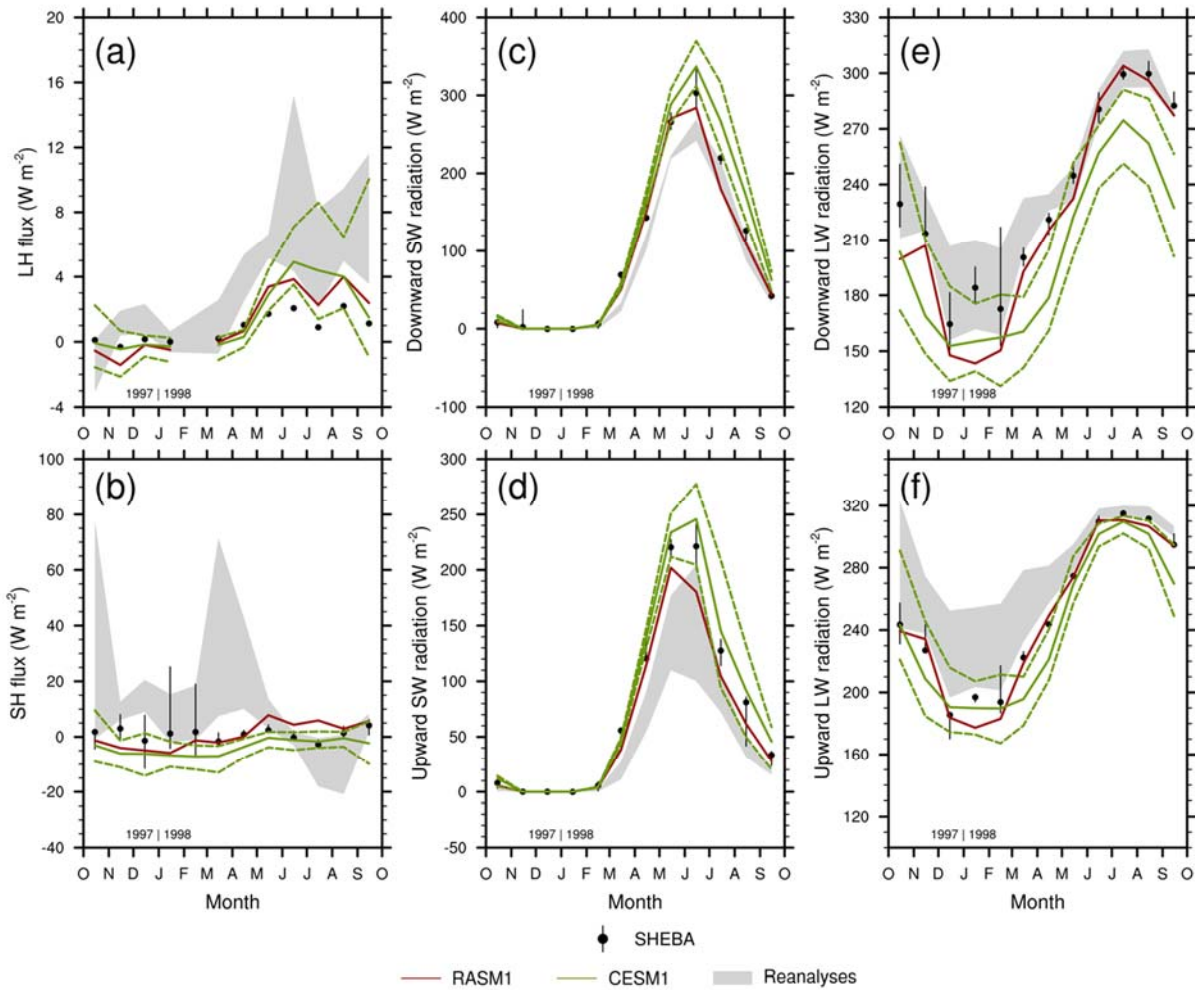 (a)
LH flux (W m-2)
20
16
12
8
4
0
-4
1997 | 1998
O N D J F M A M J J A S O
(c)
Downward SW radiation (W m-2)
400
300
200
100
0
-100
1997 | 1998
O N D J F M A M J J A S O
(e)
Downward LW radiation (W m-2)
330
300
270
240
210
180
150
120
1997 | 1998
O N D J F M A M J J A S O
(b)
SH flux (W m-2)
100
80
60
40
20
0
-20
-40
1997 | 1998
O N D J F M A M J J A S O
Month
(d)
Upward SW radiation (W m-2)
300
250
200
150
100
50
0
-50
1997 | 1998
O N D J F M A M J J A S O
Month
(f)
Upward LW radiation (W m-2)
320
280
240
200
160
120
1997 | 1998
O N D J F M A M J J A S O
Month
SHEBA
RASM1 CESM1 Reanalyses